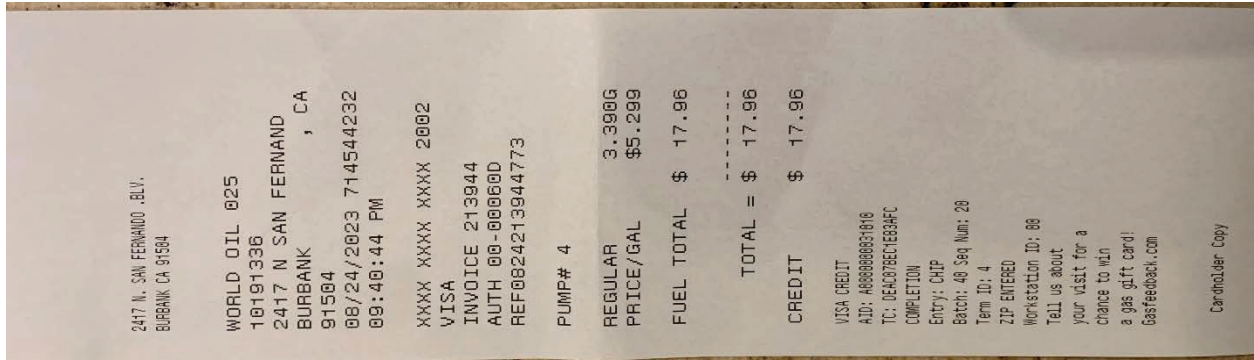 2417 N. SAN FERNANDO .BLV.
BURBANK CA 91504
WORLD OIL 025
10191336
2417 N SAN FERNAND
BURBANK , CA
91504
08/24/2023 714544232
09:40:44 PM
XXXX XXXX XXXX 2002
VISA
INVOICE 213944
AUTH 00-00060D
REF08242213944773
PUMP# 4
REGULAR 3.390G
PRICE/GAL $5.299
FUEL TOTAL $ 17.96
--------
TOTAL = $ 17.96
CREDIT $ 17.96
VISA CREDIT
AID: A0000000031010
TC: DEAC07BEC1E83AFC
COMPLETION
Entry: CHIP
Batch: 40 Seq Num: 20
Term ID: 4
ZIP ENTERED
Workstation ID: 00
Tell us about
your visit for a
chance to win
a gas gift card!
Gasfeedback.com
Cardholder Copy